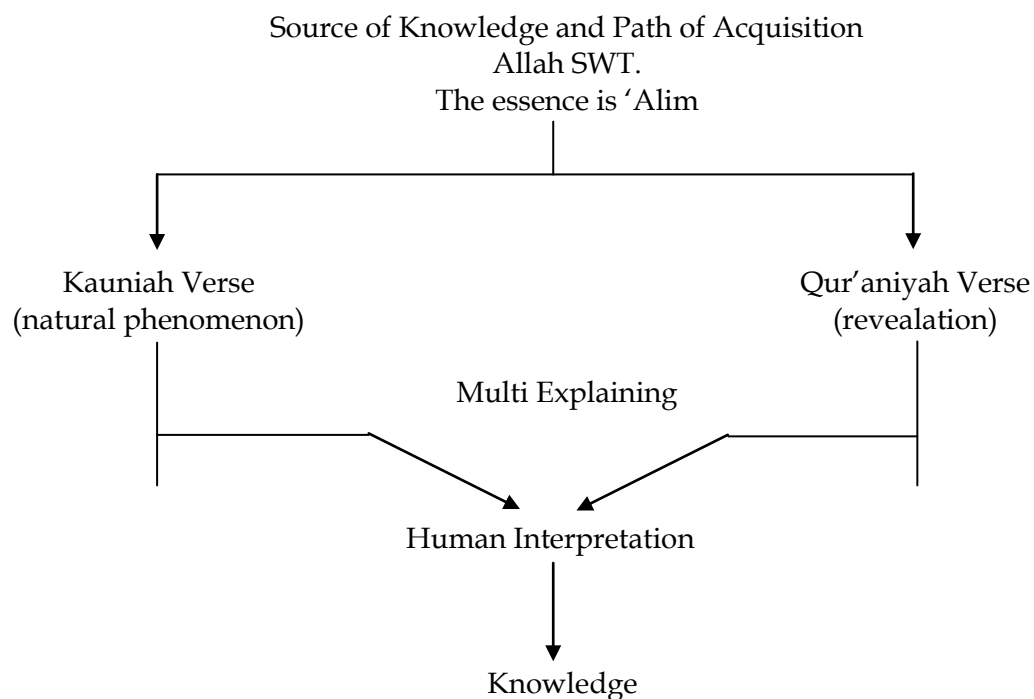 Source of Knowledge and Path of Acquisition
Allah SWT.
The essence is ‘Alim
Kauniah Verse
(natural phenomenon)
Qur’aniyah Verse
(revealation)
Multi Explaining
Human Interpretation
Knowledge